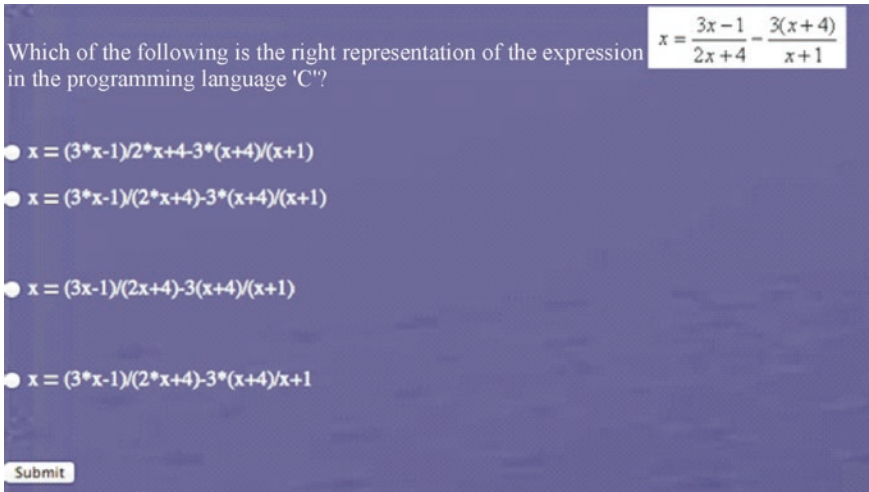 Which of the following is the right representation of the expression x = \frac{3x-1}{2x+4} - \frac{3(x+4)}{x+1}
in the programming language 'C'?
x = (3*x-1)/2*x+4-3*(x+4)/(x+1)
x = (3*x-1)/(2*x+4)-3*(x+4)/(x+1)
x = (3x-1)/(2x+4)-3(x+4)/(x+1)
x = (3*x-1)/(2*x+4)-3*(x+4)/x+1
Submit